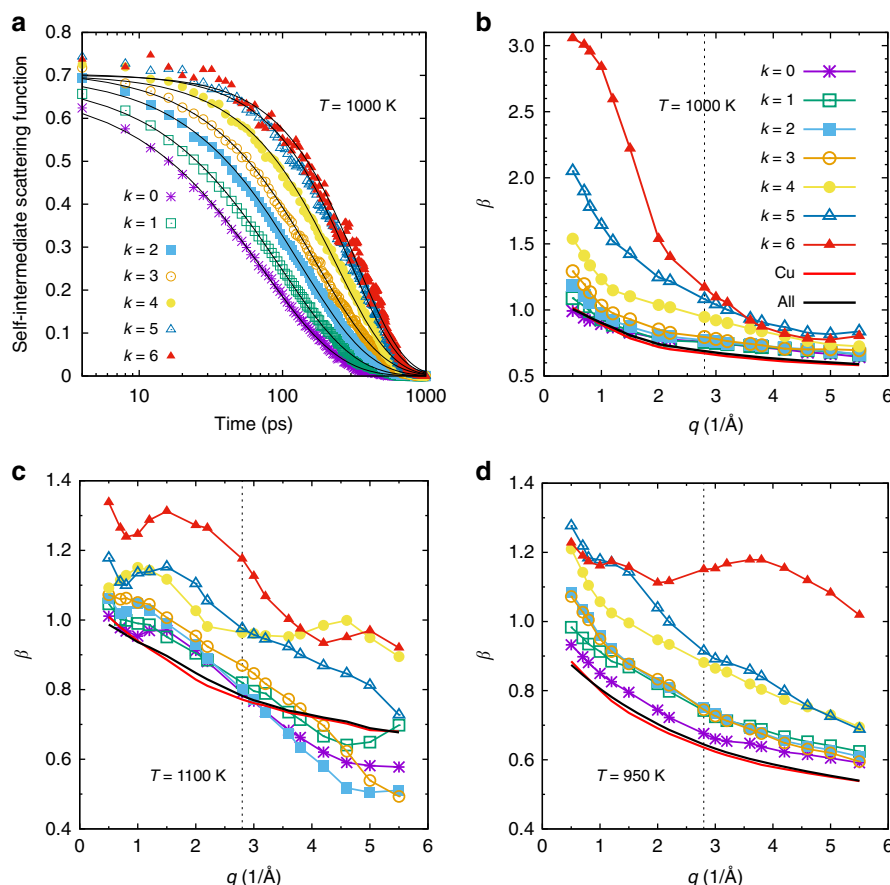 a
Self-intermediate scattering function
0.8
0.7
0.6
0.5
0.4
0.3
0.2
0.1
0
T = 1000 K
k = 0
k = 1
k = 2
k = 3
k = 4
k = 5
k = 6
10
100
1000
Time (ps)
b
β
3.0
2.5
2.0
1.5
1.0
0.5
T = 1000 K
k = 0
k = 1
k = 2
k = 3
k = 4
k = 5
k = 6
Cu
All
0 1 2 3 4 5 6
q (1/Å)
c
β
1.4
1.2
1.0
0.8
0.6
0.4
T = 1100 K
0 1 2 3 4 5 6
q (1/Å)
d
β
1.4
1.2
1.0
0.8
0.6
0.4
T = 950 K
0 1 2 3 4 5 6
q (1/Å)